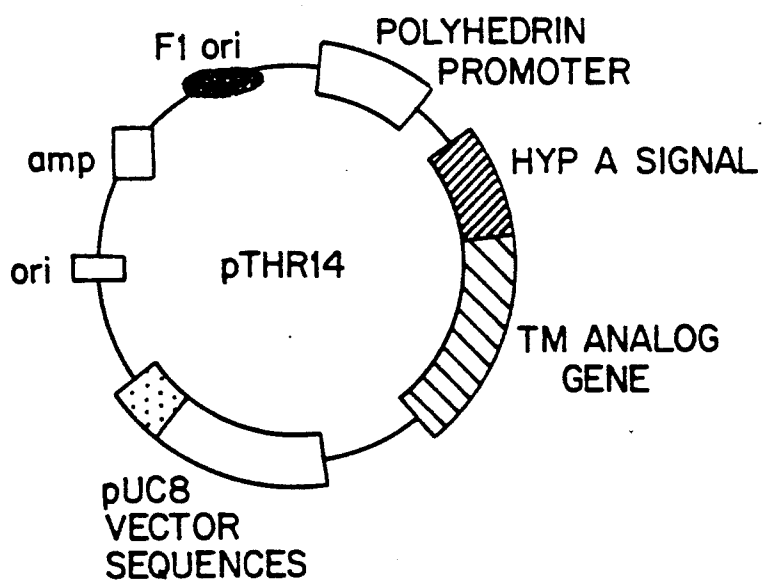 F1 ori
POLYHEDRIN
PROMOTER
amp
HYP A SIGNAL
ori
pTHR14
TM ANALOG
GENE
pUC8
VECTOR
SEQUENCES